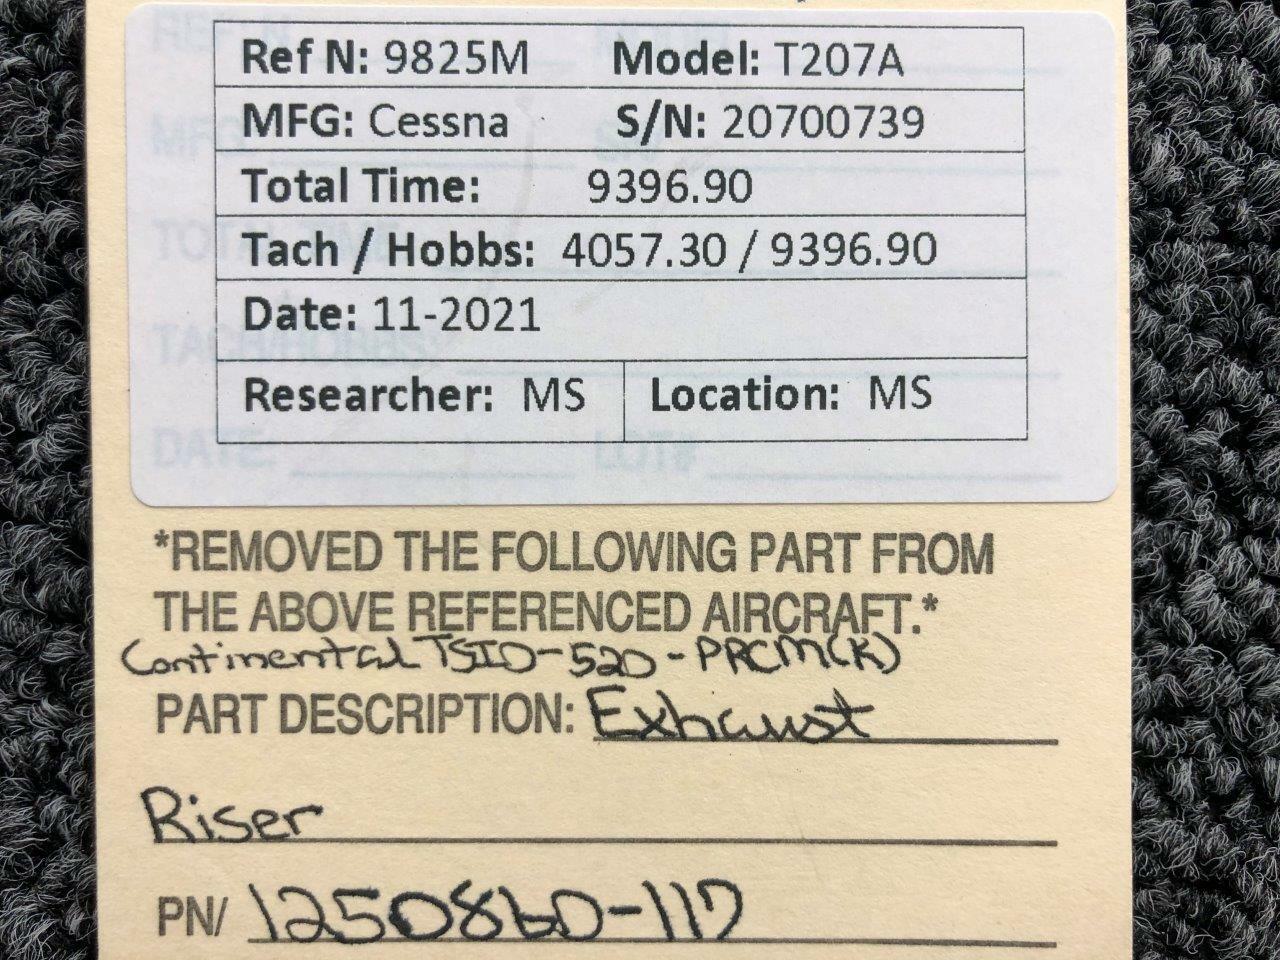 Ref N: 9825M Model: T207A
MFG: Cessna S/N: 20700739
Total Time: 9396.90
Tach / Hobbs: 4057.30 / 9396.90
Date: 11-2021
Researcher: MS Location: MS
*REMOVED THE FOLLOWING PART FROM
THE ABOVE REFERENCED AIRCRAFT.*
Continental TSIO-520-PRCM(K)
PART DESCRIPTION: Exhaust
Riser
PN/ 1250860-117